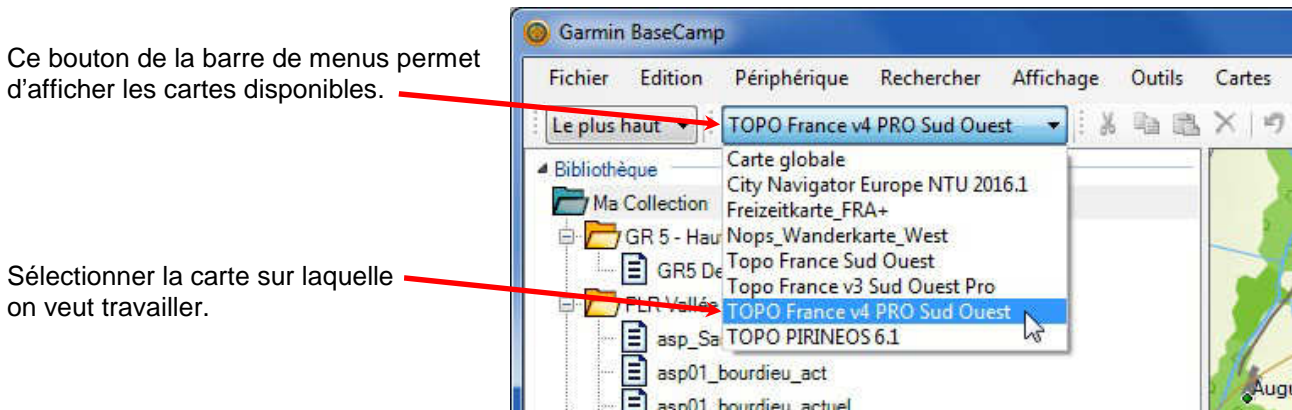 Garmin BaseCamp
Ce bouton de la barre de menus permet
d'afficher les cartes disponibles.
Fichier Edition Périphérique Rechercher Affichage Outils Cartes
Le plus haut TOPO France v4 PRO Sud Ouest
Bibliothèque
Ma Collection
GR 5 - Hau
GR5 De
PLR Vallée
asp_Sa
asp01_bourdieu_act
asp01_bourdieu_actuel
Carte globale
City Navigator Europe NTU 2016.1
Freizeitkarte_FRA+
Nops_Wanderkarte_West
Topo France Sud Ouest
Topo France v3 Sud Ouest Pro
TOPO France v4 PRO Sud Ouest
TOPO PIRINEOS 6.1
Sélectionner la carte sur laquelle
on veut travailler.
Augu